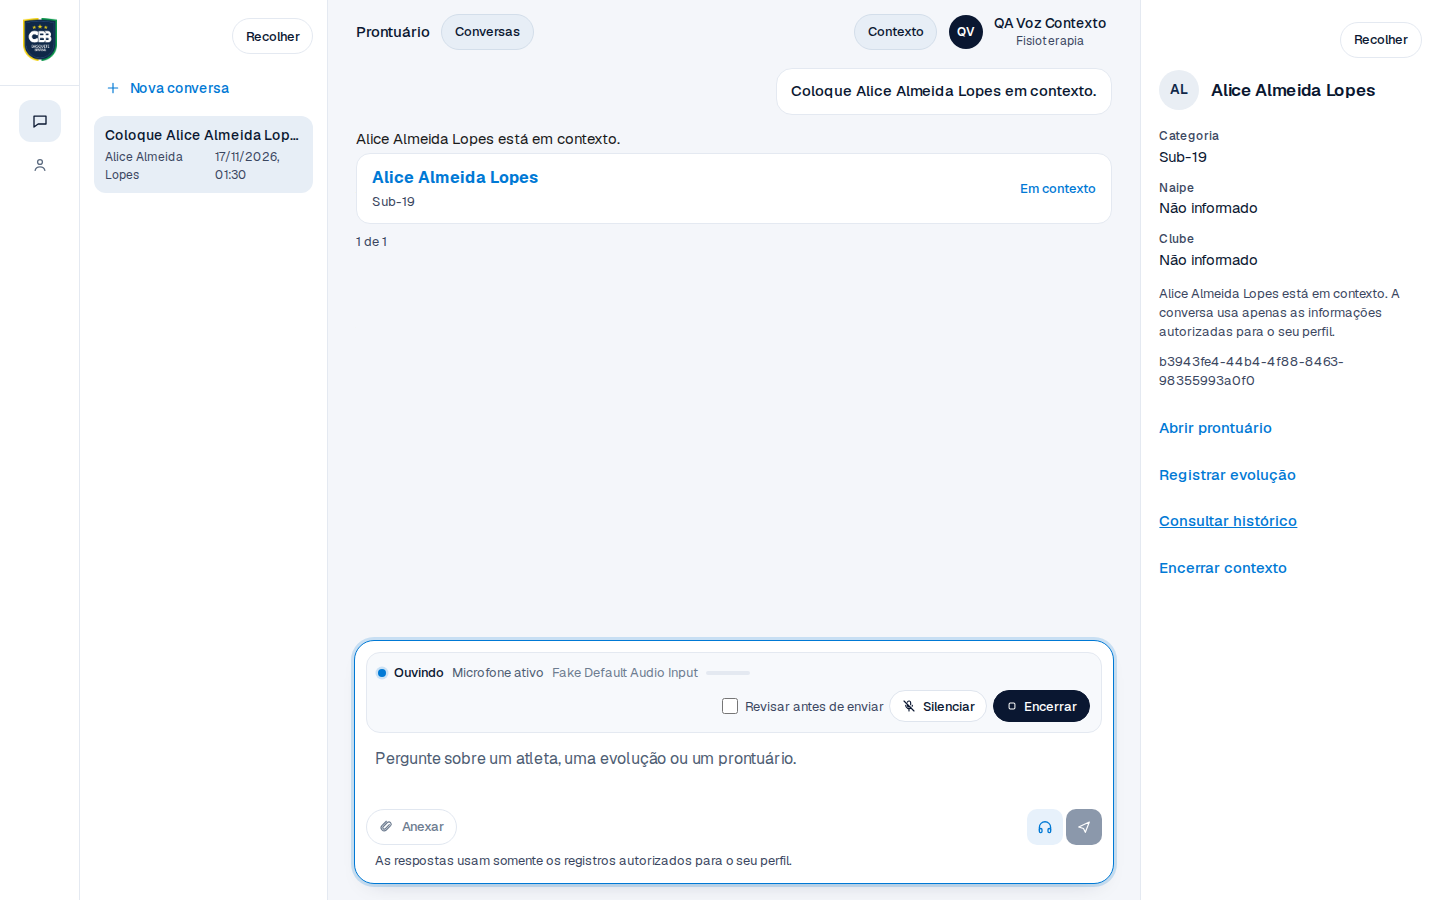 CBB
Recolher
Nova conversa
Coloque Alice Almeida Lop...
Alice Almeida Lopes
17/11/2026, 01:30
Prontuário
Conversas
Contexto
QV
QA Voz Contexto
Fisioterapia
Coloque Alice Almeida Lopes em contexto.
Alice Almeida Lopes está em contexto.
Alice Almeida Lopes
Sub-19
Em contexto
1 de 1
Ouvindo Microfone ativo Fake Default Audio Input
Revisar antes de enviar
Silenciar
Encerrar
Pergunte sobre um atleta, uma evolução ou um prontuário.
Anexar
As respostas usam somente os registros autorizados para o seu perfil.
Recolher
AL
Alice Almeida Lopes
Categoria
Sub-19
Naipe
Não informado
Clube
Não informado
Alice Almeida Lopes está em contexto. A
conversa usa apenas as informações
autorizadas para o seu perfil.
b3943fe4-44b4-4f88-8463-
98355993a0f0
Abrir prontuário
Registrar evolução
Consultar histórico
Encerrar contexto